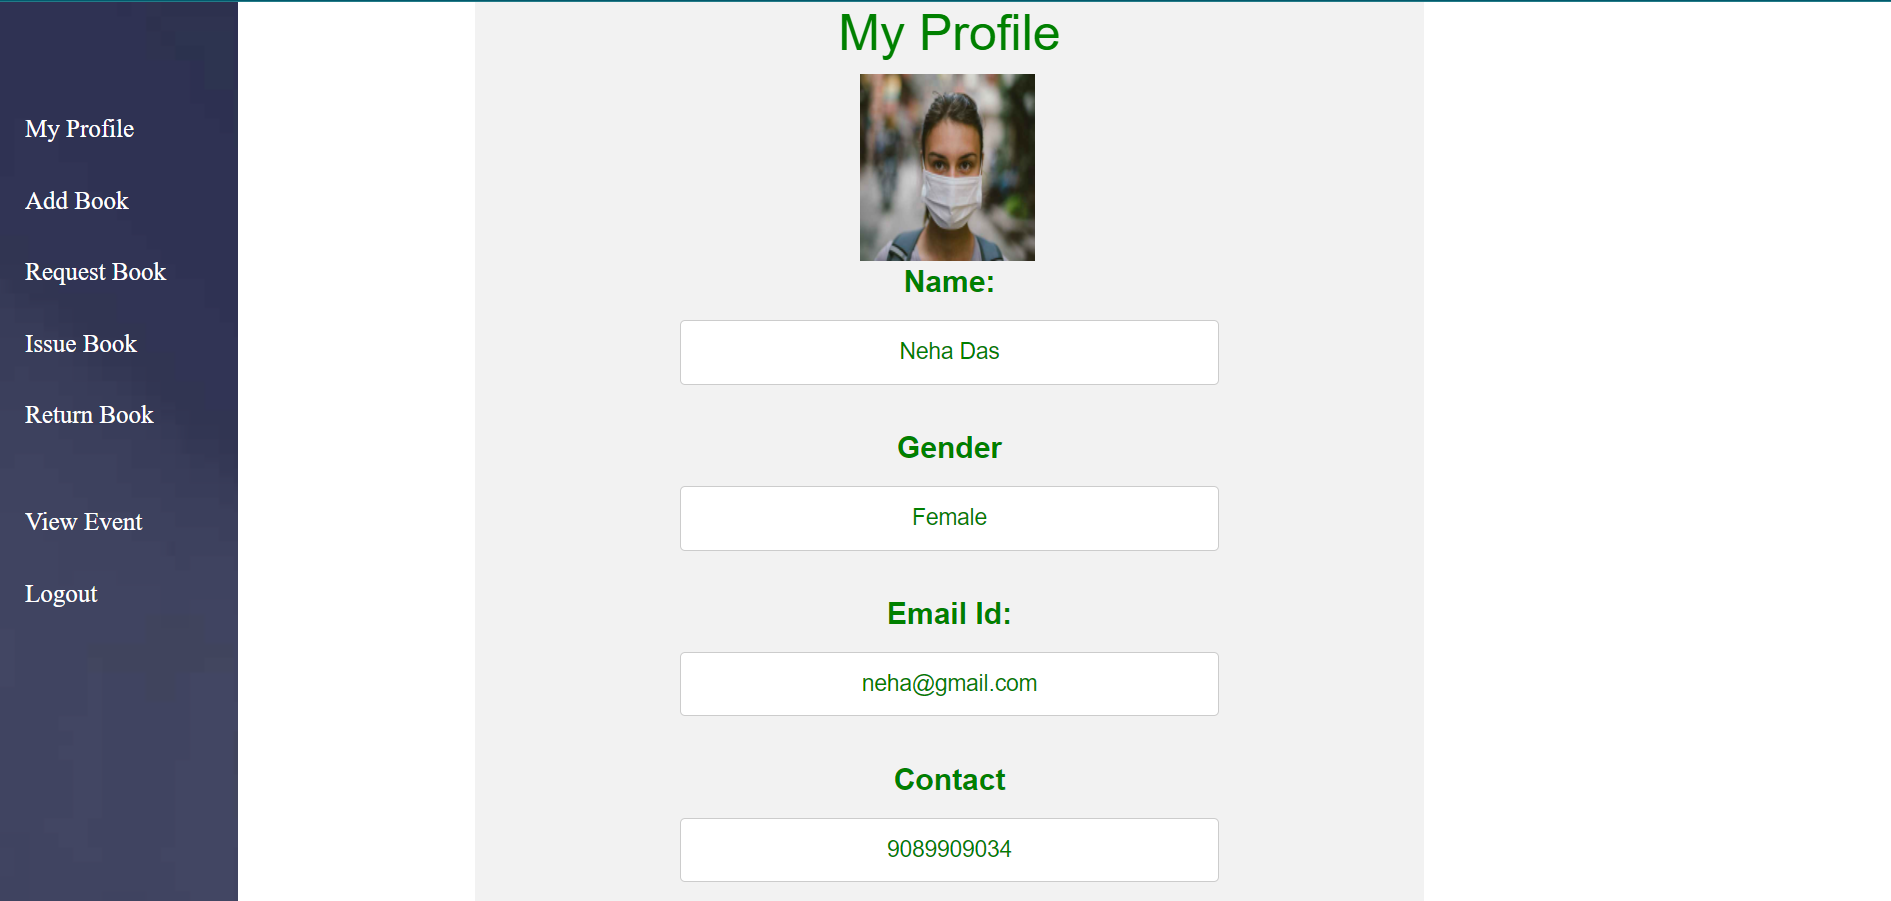 My Profile
Add Book
Request Book
Issue Book
Return Book
View Event
Logout
My Profile
Name:
Neha Das
Gender
Female
Email Id:
neha@gmail.com
Contact
9089909034